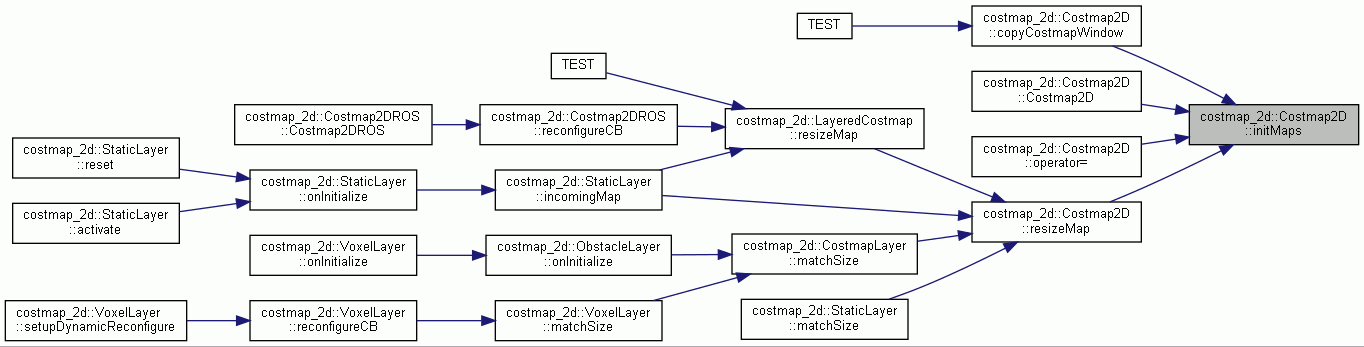 TEST
costmap_2d::Costmap2D
::copyCostmapWindow
TEST
costmap_2d::Costmap2D
::Costmap2D
costmap_2d::Costmap2DROS
::Costmap2DROS
costmap_2d::Costmap2DROS
::reconfigureCB
costmap_2d::LayeredCostmap
::resizeMap
costmap_2d::Costmap2D
::initMaps
costmap_2d::StaticLayer
::reset
costmap_2d::Costmap2D
::operator=
costmap_2d::StaticLayer
::onInitialize
costmap_2d::StaticLayer
::incomingMap
costmap_2d::StaticLayer
::activate
costmap_2d::Costmap2D
::resizeMap
costmap_2d::VoxelLayer
::onInitialize
costmap_2d::ObstacleLayer
::onInitialize
costmap_2d::CostmapLayer
::matchSize
costmap_2d::VoxelLayer
::setupDynamicReconfigure
costmap_2d::VoxelLayer
::reconfigureCB
costmap_2d::VoxelLayer
::matchSize
costmap_2d::StaticLayer
::matchSize